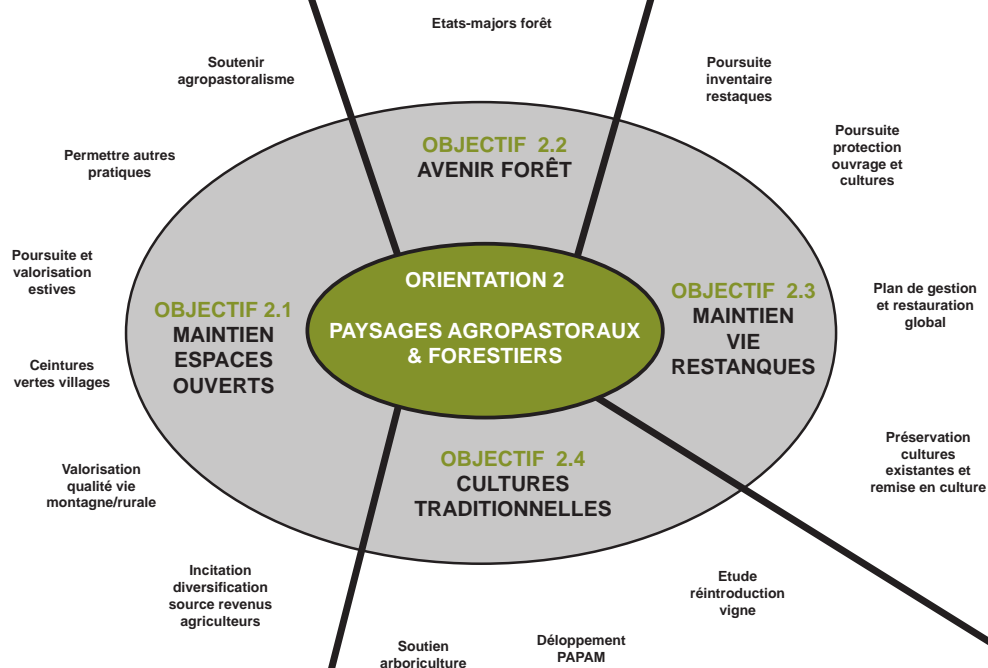 Etats-majors forêt
Soutenir
agropastoralisme
Poursuite
inventaire
restaques
Permettre autres
pratiques
Poursuite
protection
ouvrage et
cultures
OBJECTIF 2.2
AVENIR FORÊT
Poursuite et
valorisation
estives
ORIENTATION 2
PAYSAGES AGROPASTORAUX
& FORESTIERS
OBJECTIF 2.1
MAINTIEN
ESPACES
OUVERTS
OBJECTIF 2.3
MAINTIEN
VIE
RESTANQUES
Plan de gestion
et restauration
global
Ceintures
vertes villages
Valorisation
qualité vie
montagne/rurale
OBJECTIF 2.4
CULTURES
TRADITIONNELLES
Préservation
cultures
existantes et
remise en culture
Incitation
diversification
source revenus
agriculteurs
Soutien
arboriculture
Déloppement
PAPAM
Etude
réintroduction
vigne